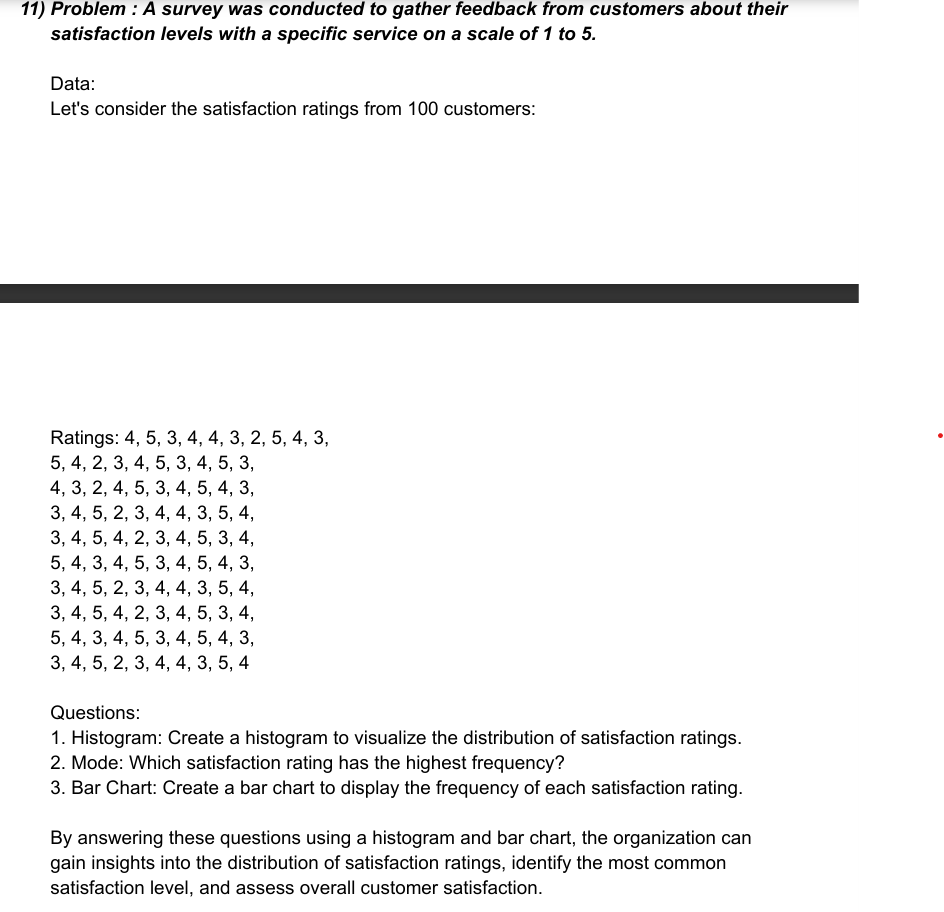 11) Problem : A survey was conducted to gather feedback from customers about their
satisfaction levels with a specific service on a scale of 1 to 5.
Data:
Let's consider the satisfaction ratings from 100 customers:
Ratings: 4, 5, 3, 4, 4, 3, 2, 5, 4, 3,
5, 4, 2, 3, 4, 5, 3, 4, 5, 3,
4, 3, 2, 4, 5, 3, 4, 5, 4, 3,
3, 4, 5, 2, 3, 4, 4, 3, 5, 4,
3, 4, 5, 4, 2, 3, 4, 5, 3, 4,
5, 4, 3, 4, 5, 3, 4, 5, 4, 3,
3, 4, 5, 2, 3, 4, 4, 3, 5, 4,
3, 4, 5, 4, 2, 3, 4, 5, 3, 4,
5, 4, 3, 4, 5, 3, 4, 5, 4, 3,
3, 4, 5, 2, 3, 4, 4, 3, 5, 4
Questions:
1. Histogram: Create a histogram to visualize the distribution of satisfaction ratings.
2. Mode: Which satisfaction rating has the highest frequency?
3. Bar Chart: Create a bar chart to display the frequency of each satisfaction rating.
By answering these questions using a histogram and bar chart, the organization can
gain insights into the distribution of satisfaction ratings, identify the most common
satisfaction level, and assess overall customer satisfaction.